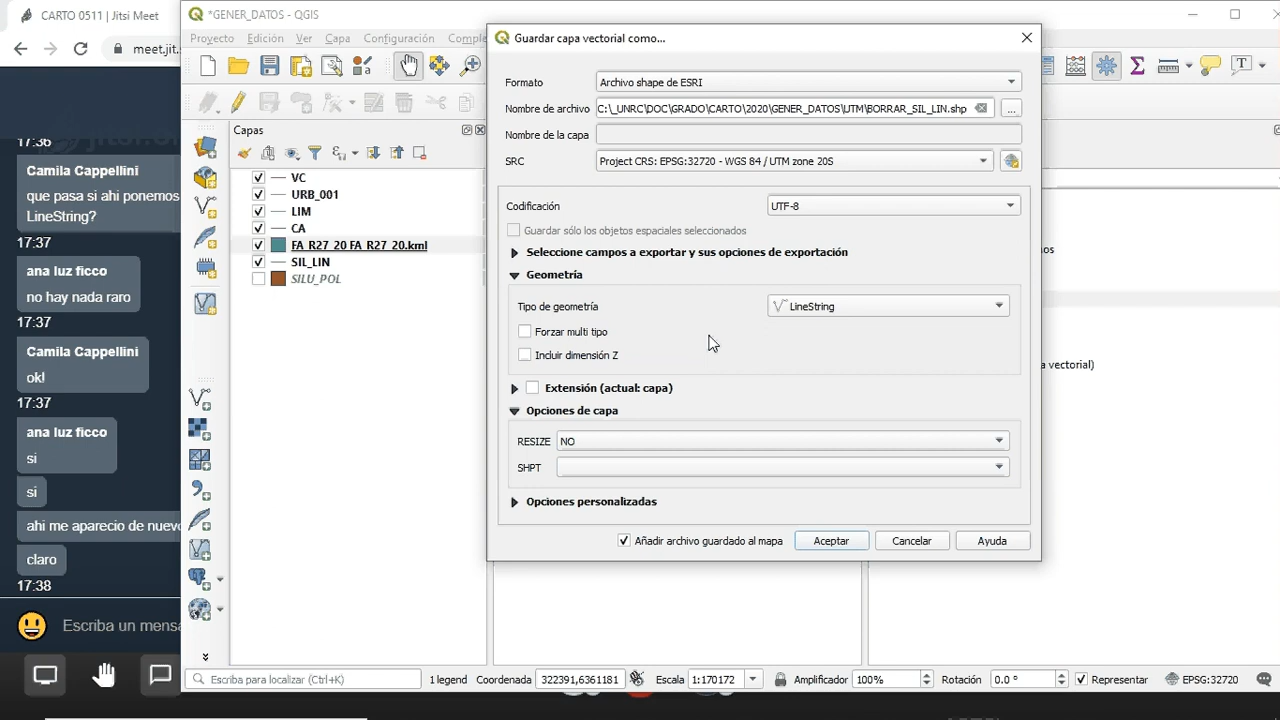 CARTO 0511 | Jitsi Meet
meet.jit.s
17:36
Camila Cappellini
que pasa si ahi ponemos
LineString?
17:37
ana luz ficco
no hay nada raro
17:37
Camila Cappellini
ok!
17:37
ana luz ficco
si
si
ahi me aparecio de nuevo
claro
17:38
Escriba un mensa
*GENER_DATOS - QGIS
Proyecto Edición Ver Capa Configuración Comple
Capas
VC
URB_001
LIM
CA
FA_R27_20 FA_R27_20.kml
SIL_LIN
SILU_POL
Guardar capa vectorial como...
Formato Archivo shape de ESRI
Nombre de archivo C:\_UNRC\DOC\GRADO\CARTO\2020\GENER_DATOS\UTM\BORRAR_SIL_LIN.shp ...
Nombre de la capa
SRC Project CRS: EPSG:32720 - WGS 84 / UTM zone 20S
Codificación UTF-8
Guardar sólo los objetos espaciales seleccionados
Seleccione campos a exportar y sus opciones de exportación
Geometría
Tipo de geometría LineString
Forzar multi tipo
Incluir dimensión Z
Extensión (actual: capa)
Opciones de capa
RESIZE NO
SHPT
Opciones personalizadas
Añadir archivo guardado al mapa Aceptar Cancelar Ayuda
os
a vectorial)
Escriba para localizar (Ctrl+K) 1 legend Coordenada 322391,6361181 Escala 1:170172 Amplificador 100% Rotación 0.0 ° Representar EPSG:32720